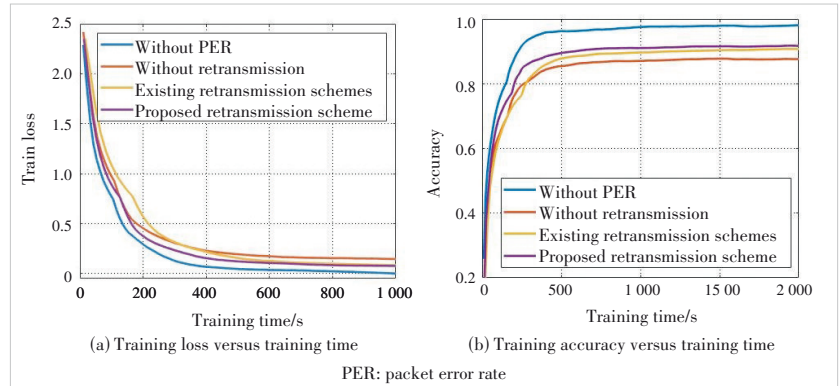 2.5
2.0
1.5
1.0
0.5
0
Train loss
Without PER
Without retransmission
Existing retransmission schemes
Proposed retransmission scheme
0 200 400 600 800 1 000
Training time/s
(a) Training loss versus training time
1.0
0.8
0.6
0.4
0.2
Accuracy
Without PER
Without retransmission
Existing retransmission schemes
Proposed retransmission scheme
0 500 1 000 15 00 2 000
Training time/s
(b) Training accuracy versus training time
PER: packet error rate